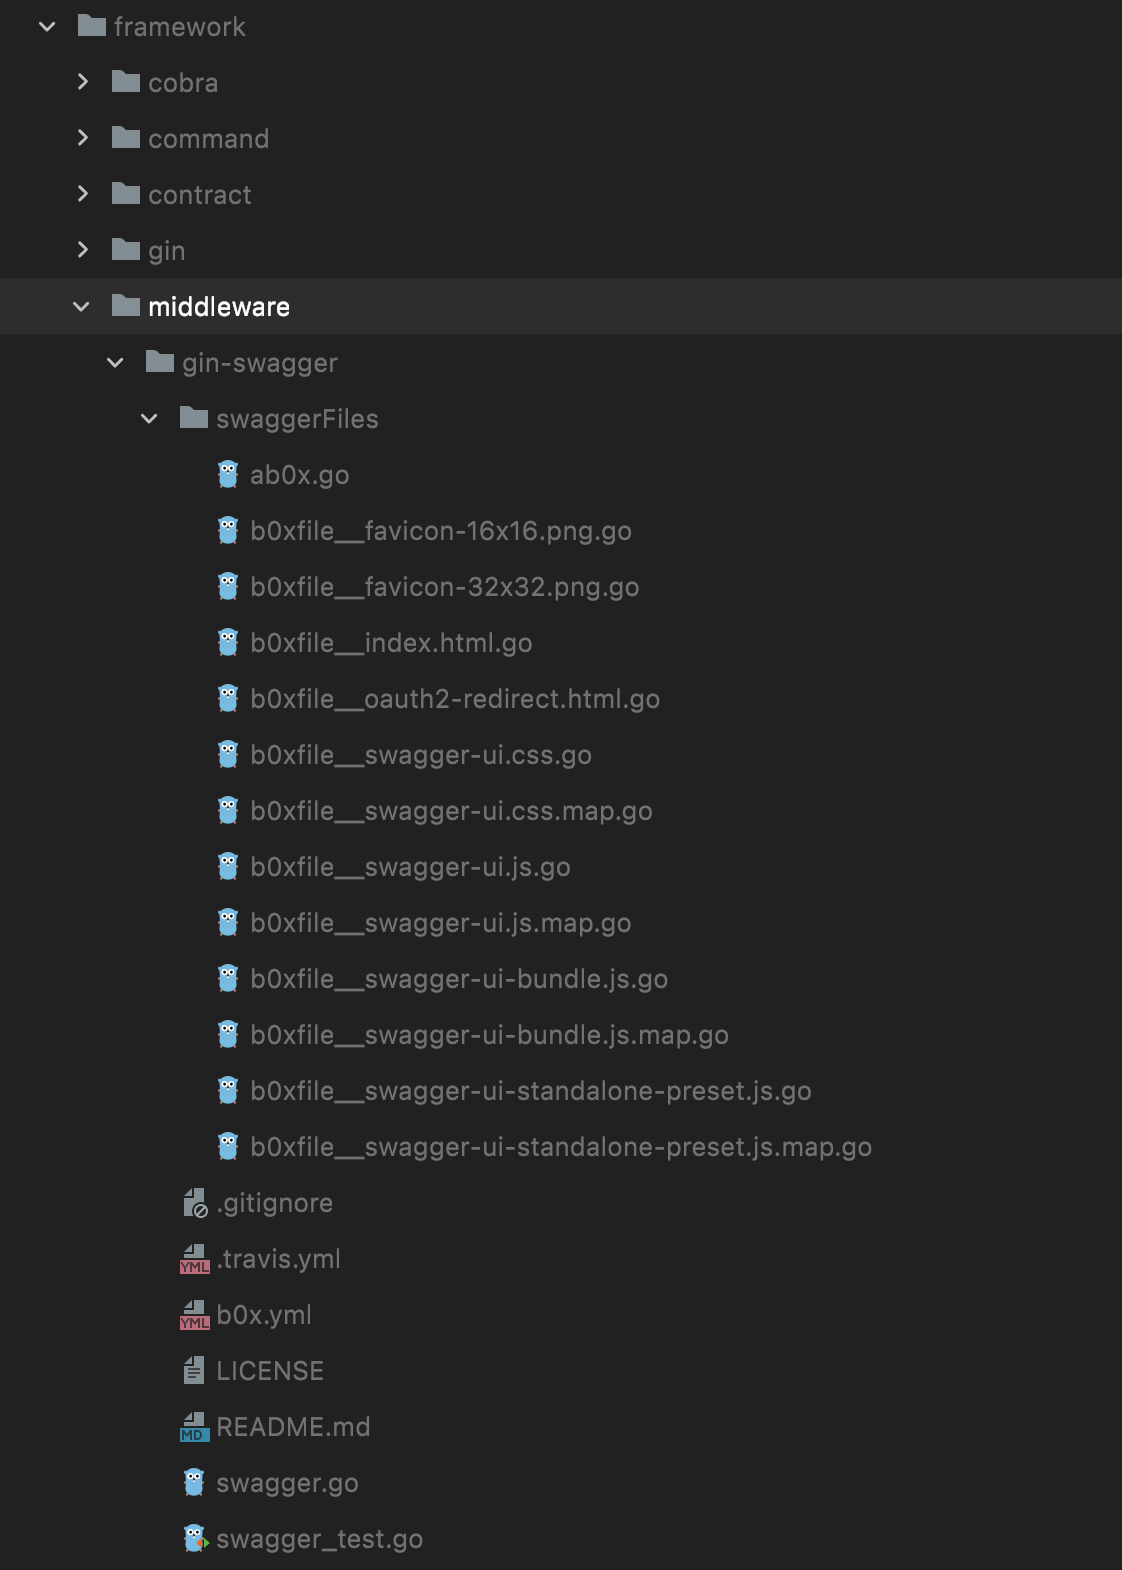 framework
cobra
command
contract
gin
middleware
gin-swagger
swaggerFiles
ab0x.go
b0xfile__favicon-16x16.png.go
b0xfile__favicon-32x32.png.go
b0xfile__index.html.go
b0xfile__oauth2-redirect.html.go
b0xfile__swagger-ui.css.go
b0xfile__swagger-ui.css.map.go
b0xfile__swagger-ui.js.go
b0xfile__swagger-ui.js.map.go
b0xfile__swagger-ui-bundle.js.go
b0xfile__swagger-ui-bundle.js.map.go
b0xfile__swagger-ui-standalone-preset.js.go
b0xfile__swagger-ui-standalone-preset.js.map.go
.gitignore
YML .travis.yml
YML b0x.yml
LICENSE
MD README.md
swagger.go
swagger_test.go